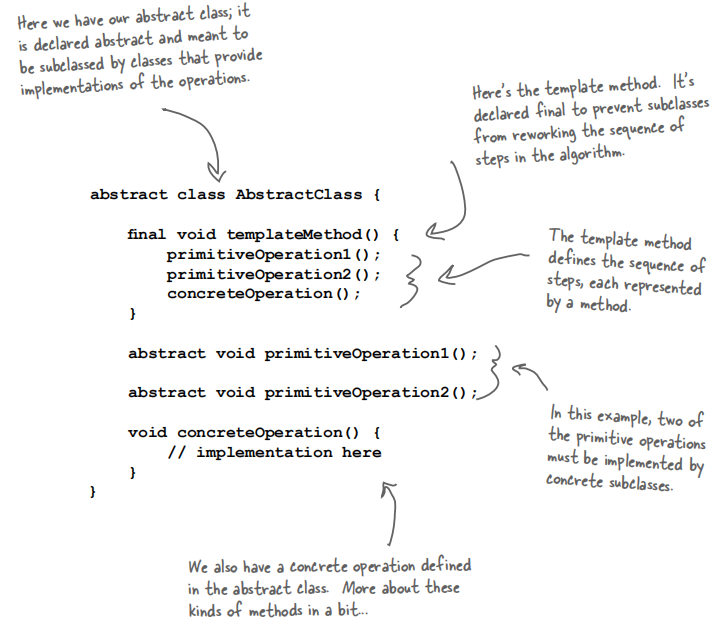 Here we have our abstract class; it
is declared abstract and meant to
be subclassed by classes that provide
implementations of the operations.
Here's the template method. It's
declared final to prevent subclasses
from reworking the sequence of
steps in the algorithm.
abstract class AbstractClass {
final void templateMethod() {
primitiveOperation1();
primitiveOperation2();
concreteOperation();
}
The template method
defines the sequence of
steps, each represented
by a method.
abstract void primitiveOperation1();
abstract void primitiveOperation2();
In this example, two of
the primitive operations
must be implemented by
concrete subclasses.
void concreteOperation() {
// implementation here
}
}
We also have a concrete operation defined
in the abstract class. More about these
kinds of methods in a bit...